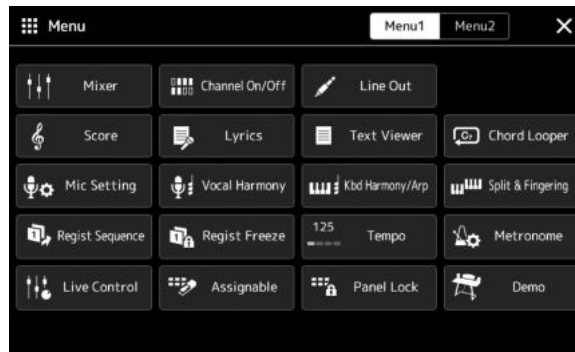 Menu Menu1 Menu2
Mixer Channel On/Off Line Out
Score Lyrics Text Viewer Chord Looper
Mic Setting Vocal Harmony Kbd Harmony/Arp Split & Fingering
125
Regist Sequence Regist Freeze Tempo Metronome
Live Control Assignable Panel Lock Demo